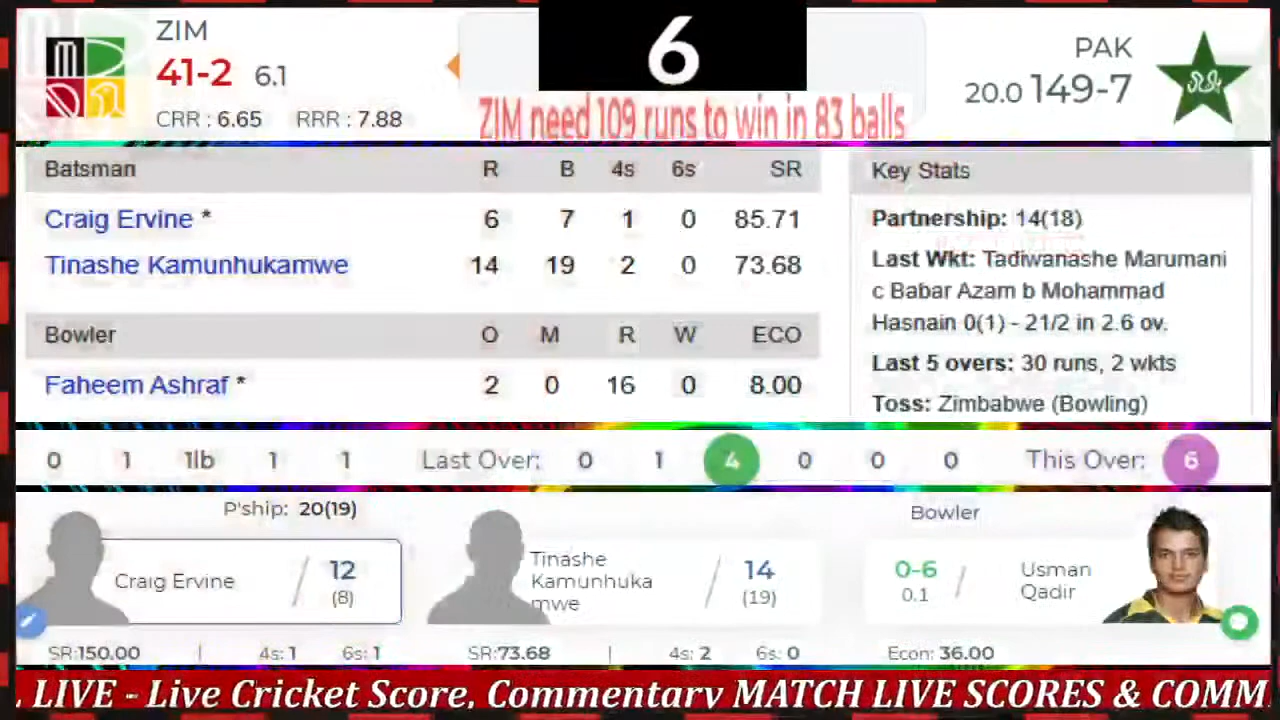 ZIM
41-2 6.1
CRR : 6.65 RRR : 7.88
6
ZIM need 109 runs to win in 83 balls
PAK
20.0 149-7
Batsman R B 4s 6s SR
Craig Ervine * 6 7 1 0 85.71
Tinashe Kamunhukamwe 14 19 2 0 73.68
Bowler O M R W ECO
Faheem Ashraf * 2 0 16 0 8.00
Key Stats
Partnership: 14(18)
Last Wkt: Tadiwanashe Marumani
c Babar Azam b Mohammad
Hasnain 0(1) - 21/2 in 2.6 ov.
Last 5 overs: 30 runs, 2 wkts
Toss: Zimbabwe (Bowling)
0 1 1lb 1 1 Last Over: 0 1 4 0 0 0 This Over: 6
P'ship: 20(19)
Craig Ervine / 12
(8)
SR:150.00 | 4s: 1 6s: 1
Tinashe
Kamunhuka
mwe / 14
(19)
SR:73.68 | 4s: 2 6s: 0
Bowler
0-6
0.1 / Usman
Qadir
Econ: 36.00
. LIVE - Live Cricket Score, Commentary MATCH LIVE SCORES & COMM